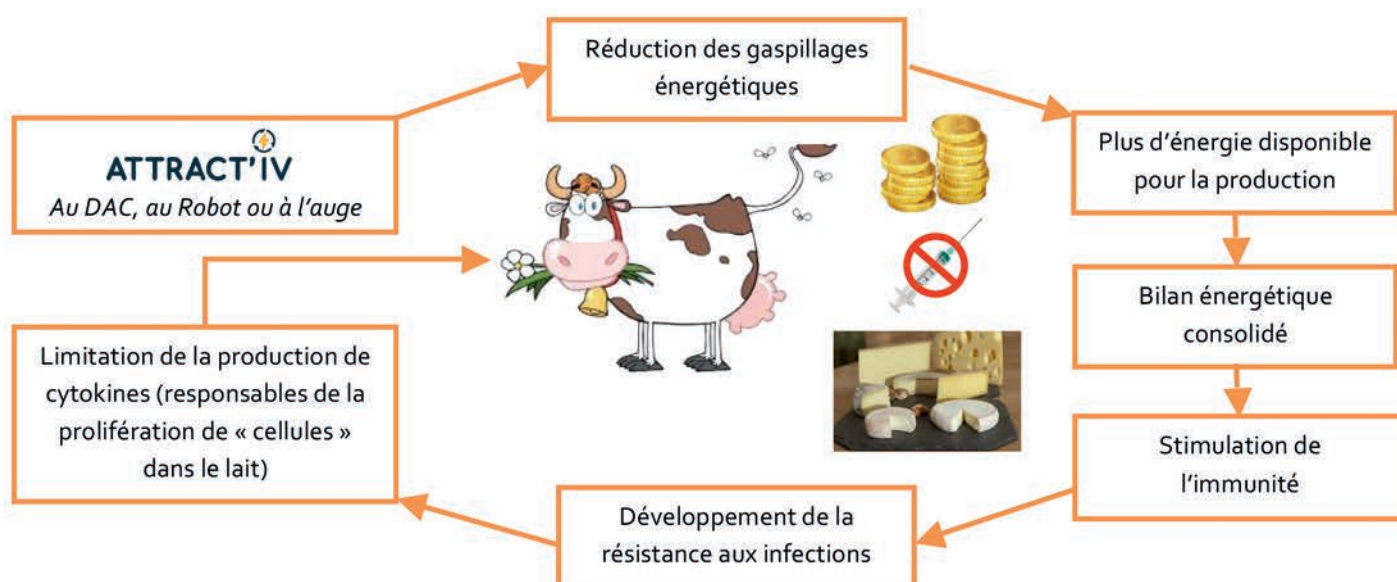 ATTRACT'IV
Au DAC, au Robot ou à l'auge
Réduction des gaspillages
énergétiques
Plus d'énergie disponible
pour la production
Bilan énergétique
consolidé
Stimulation de
l'immunité
Développement de la
résistance aux infections
Limitation de la production de
cytokines (responsables de la
prolifération de « cellules »
dans le lait)